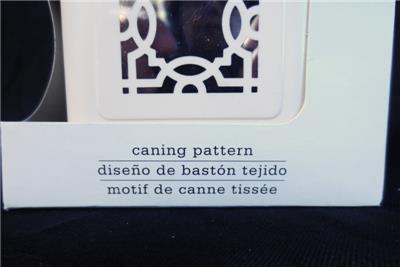 caning pattern
diseño de bastón tejido
motif de canne tissée